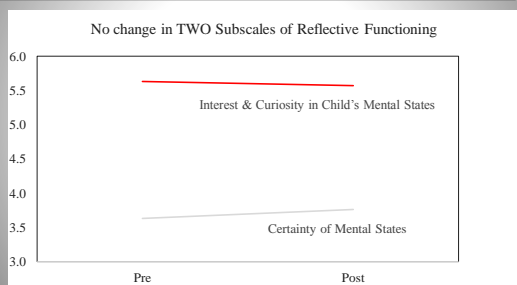 No change in TWO Subscales of Reflective Functioning
6.0
5.5
Interest & Curiosity in Child's Mental States
5.0
4.5
4.0
3.5
Certainty of Mental States
3.0
Pre Post